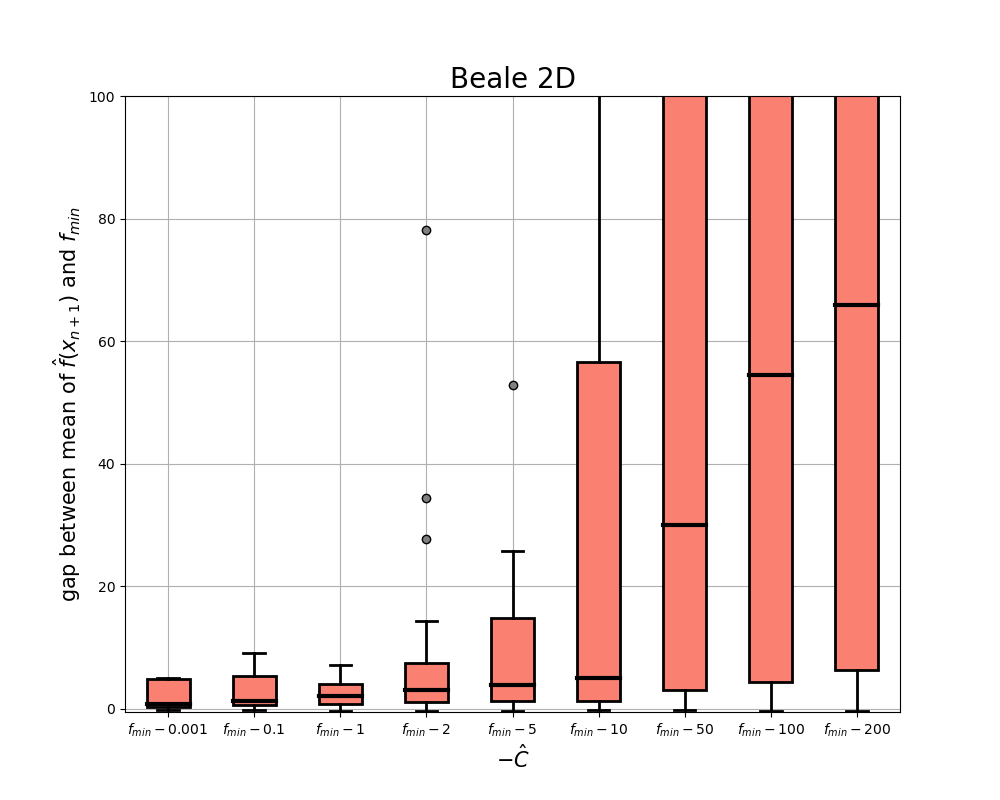 Beale 2D
gap between mean of $\hat{f}(x_{n+1})$ and $f_{min}$
100
80
60
40
20
0
$f_{min}-0.001$ $f_{min}-0.1$ $f_{min}-1$ $f_{min}-2$ $f_{min}-5$ $f_{min}-10$ $f_{min}-50$ $f_{min}-100$ $f_{min}-200$
$-\hat{C}$